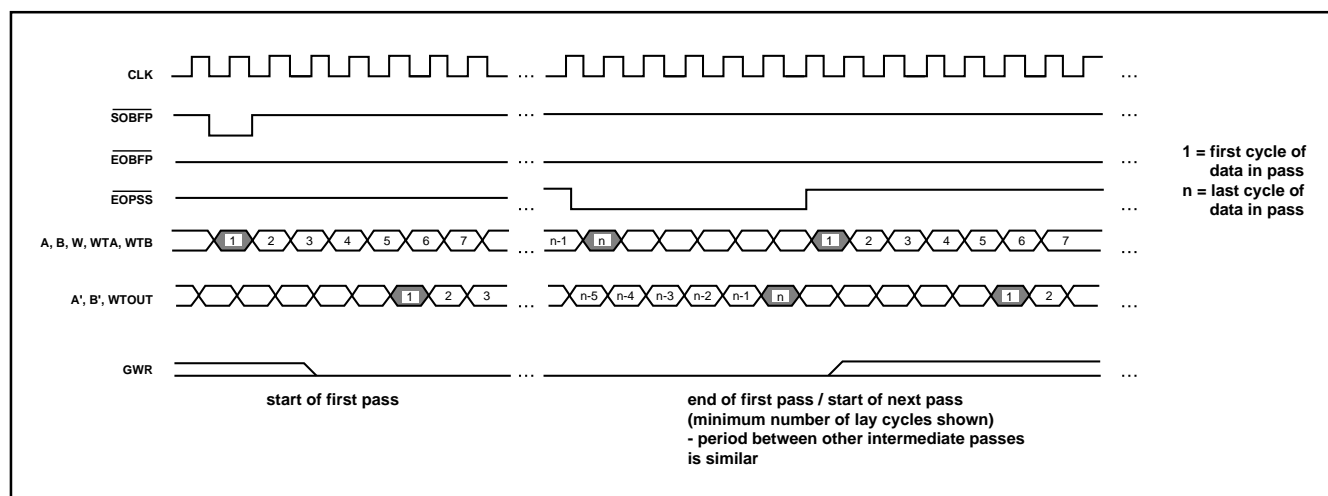 CLK
...
...
SOBFP
...
...
EOBFP
...
...
1 = first cycle of
data in pass
n = last cycle of
data in pass
EOPSS
...
...
A, B, W, WTA, WTB
1 2 3 4 5 6 7
...
n-1 n 1 2 3 4 5 6 7
...
A', B', WTOUT
1 2 3
...
n-5 n-4 n-3 n-2 n-1 n 1 2
...
GWR
...
...
start of first pass
end of first pass / start of next pass
(minimum number of lay cycles shown)
- period between other intermediate passes
is similar